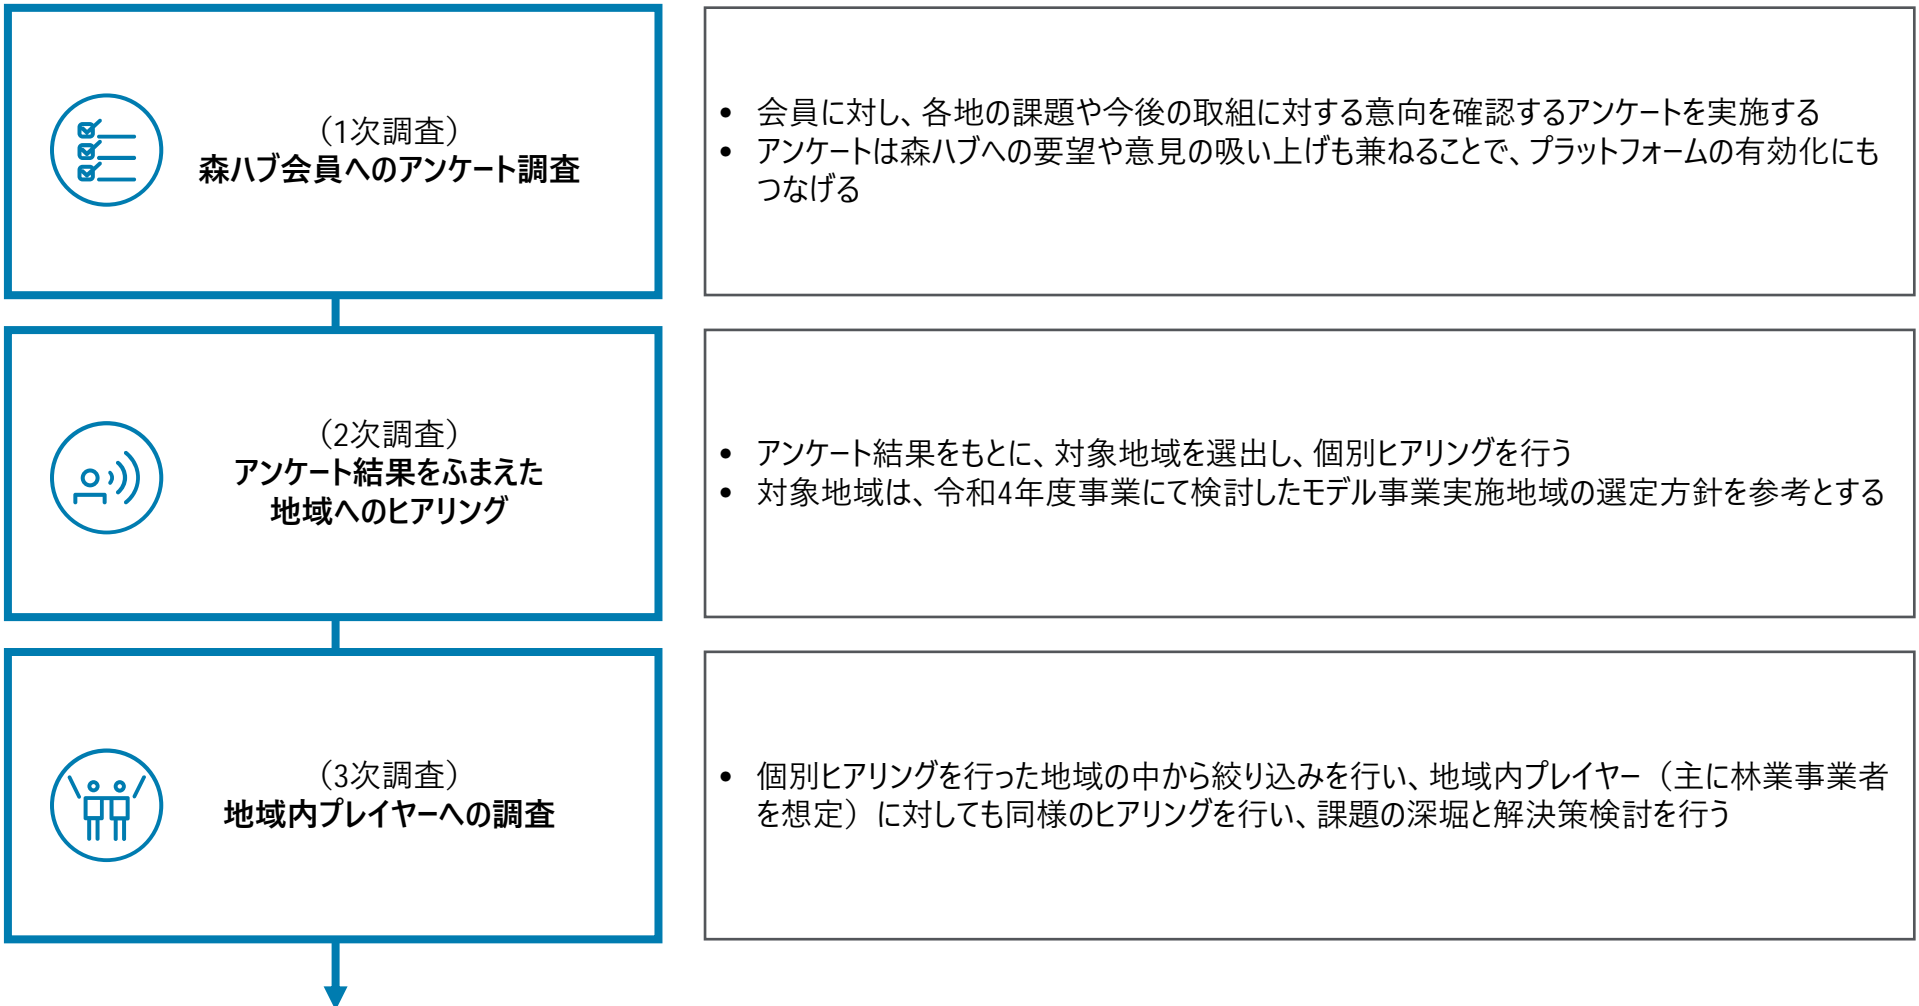 （1次調査）
森ハブ会員へのアンケート調査
• 会員に対し、各地の課題や今後の取組に対する意向を確認するアンケートを実施する
• アンケートは森ハブへの要望や意見の吸い上げも兼ねることで、プラットフォームの有効化にも
つなげる
（2次調査）
アンケート結果をふまえた
地域へのヒアリング
• アンケート結果をもとに、対象地域を選出し、個別ヒアリングを行う
• 対象地域は、令和4年度事業にて検討したモデル事業実施地域の選定方針を参考とする
（3次調査）
地域内プレイヤーへの調査
• 個別ヒアリングを行った地域の中から絞り込みを行い、地域内プレイヤー（主に林業事業者
を想定）に対しても同様のヒアリングを行い、課題の深堀と解決策検討を行う